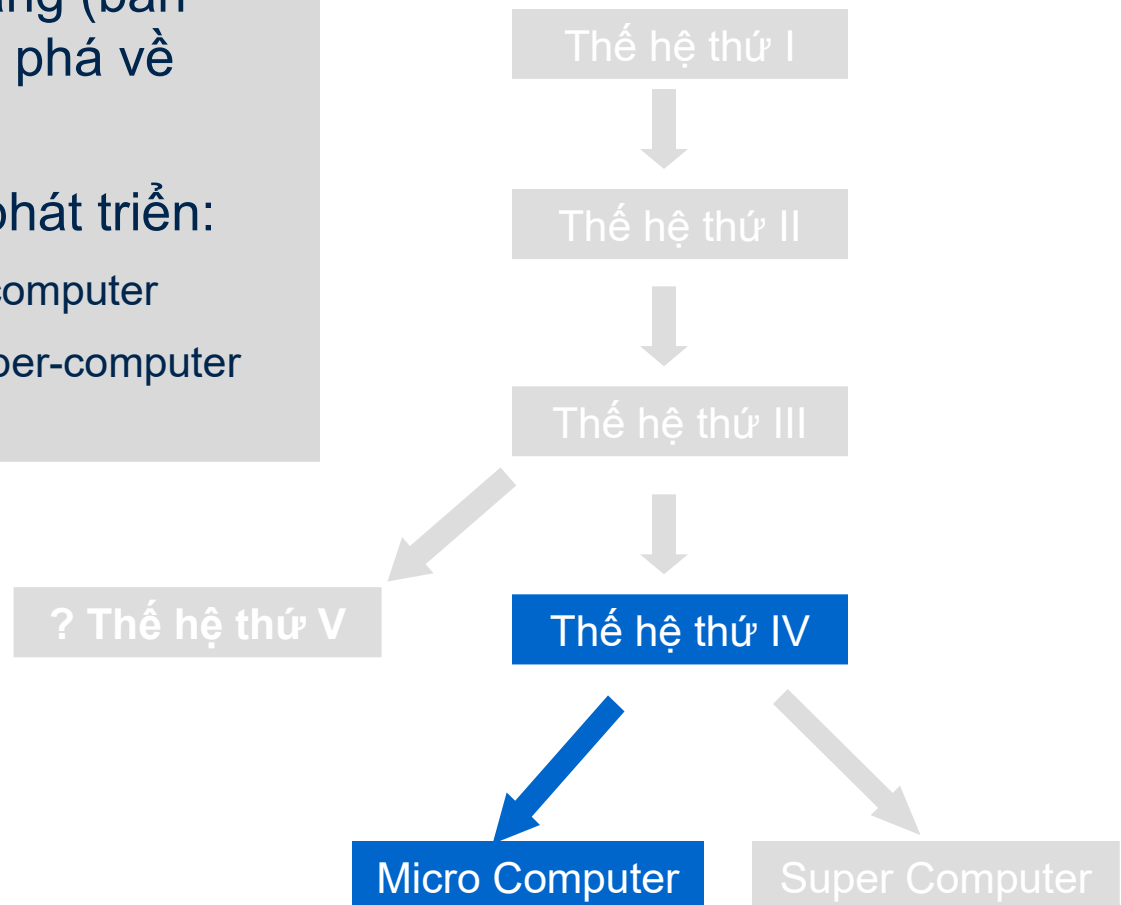 (bán
phá về
phát triển:
computer
per-computer
Thế hệ thứ I
Thế hệ thứ II
Thế hệ thứ III
? Thế hệ thứ V
Thế hệ thứ IV
Micro Computer
Super Computer